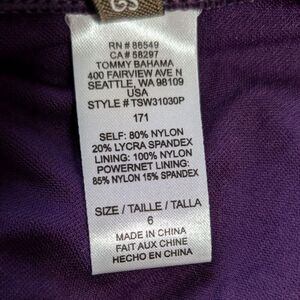 RN # 88549
CA # 58297
TOMMY BAHAMA
400 FAIRVIEW AVE N
SEATTLE, WA 98109
USA
STYLE # TSW31030P
171
SELF: 80% NYLON
20% LYCRA SPANDEX
LINING: 100% NYLON
POWERNET LINING:
85% NYLON 15% SPANDEX
SIZE / TAILLE / TALLA
6
MADE IN CHINA
FAIT AUX CHINE
HECHO EN CHINA